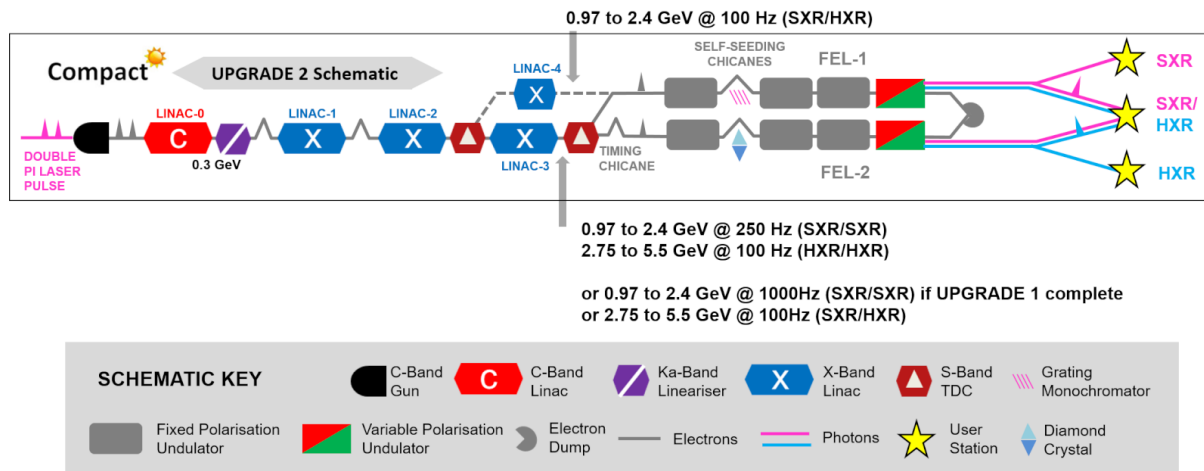 0.97 to 2.4 GeV @ 100 Hz (SXR/HXR)
Compact
UPGRADE 2 Schematic
LINAC-4
X
SELF-SEEDING
CHICANES
FEL-1
SXR
LINAC-0
C
LINAC-1
X
LINAC-2
X
X
LINAC-3
0.3 GeV
DOUBLE
PI LASER
PULSE
TIMING
CHICANE
FEL-2
SXR/
HXR
HXR
0.97 to 2.4 GeV @ 250 Hz (SXR/SXR)
2.75 to 5.5 GeV @ 100 Hz (HXR/HXR)
or 0.97 to 2.4 GeV @ 1000Hz (SXR/SXR) if UPGRADE 1 complete
or 2.75 to 5.5 GeV @ 100Hz (SXR/HXR)
SCHEMATIC KEY
C-Band
Gun
C
C-Band
Linac
Ka-Band
Lineariser
X
X-Band
Linac
S-Band
TDC
Grating
Monochromator
Fixed Polarisation
Undulator
Variable Polarisation
Undulator
Electron
Dump
Electrons
Photons
User
Station
Diamond
Crystal